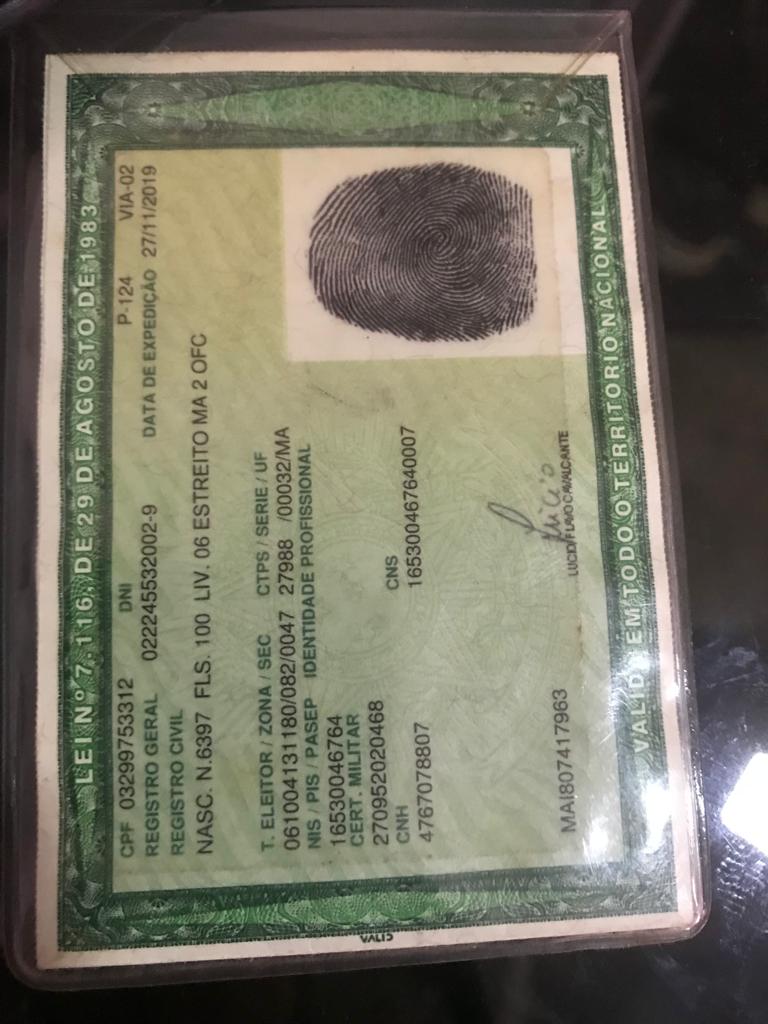 LEI Nº 7.116, DE 29 DE AGOSTO DE 1983
CPF 03299753312 DNI P-124 VIA-02
REGISTRO GERAL 022245532002-9 DATA DE EXPEDIÇÃO 27/11/2019
REGISTRO CIVIL
NASC. N.6397 FLS. 100 LIV. 06 ESTREITO MA 2 OFC
T. ELEITOR / ZONA / SEC CTPS / SERIE / UF
061004131180/082/0047 27988 /00032/MA
NIS / PIS / PASEP IDENTIDADE PROFISSIONAL
16530046764
CERT. MILITAR
270952020468 CNS
CNH 165300467640007
4767078807
Lúcio
LUCIO FLAVO CAVALCANTE
MAI807417963
VALIDA EM TODO O TERRITORIO NACIONAL
VALID